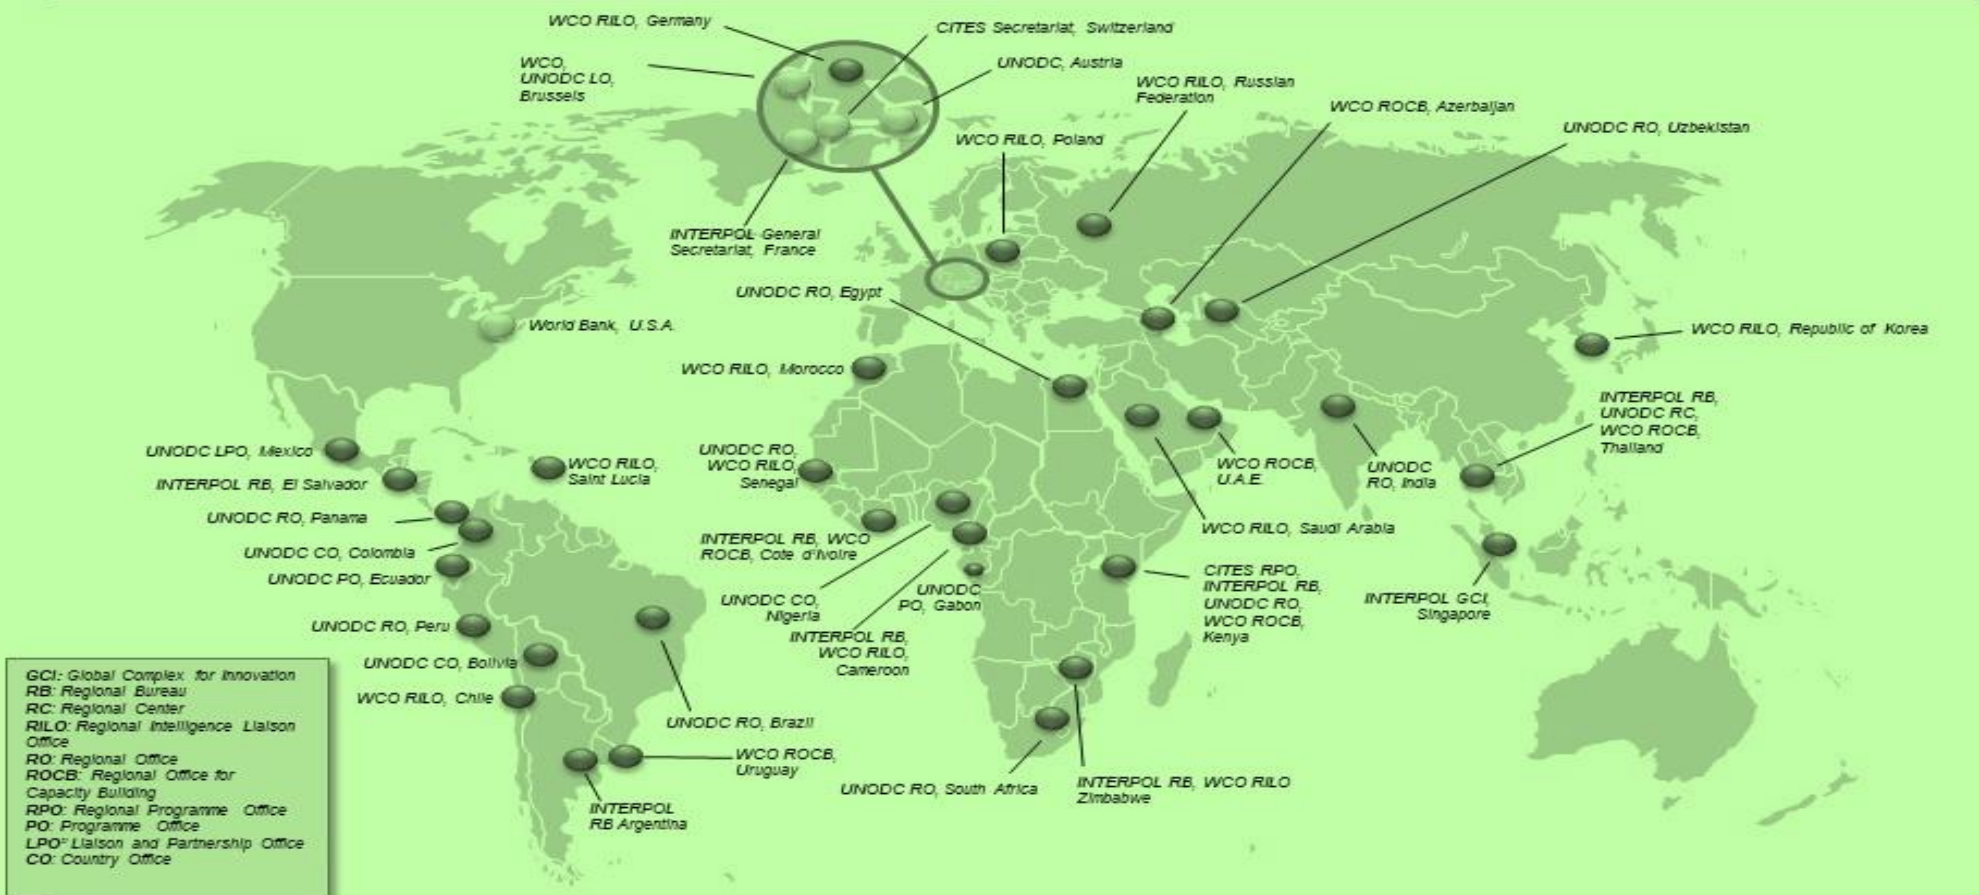 WCO RILO, Germany
CITES Secretariat, Switzerland
WCO,
UNODC LO,
Brussels
UNODC, Austria
WCO RILO, Russian
Federation
WCO ROCB, Azerbaijan
UNODC RO, Uzbekistan
WCO RILO, Poland
INTERPOL General
Secretariat, France
UNODC RO, Egypt
World Bank, U.S.A.
WCO RILO, Republic of Korea
WCO RILO, Morocco
INTERPOL RB,
UNODC RC,
WCO ROCB,
Thailand
UNODC LPO, Mexico
INTERPOL RB, El Salvador
WCO RILO,
Saint Lucia
UNODC RO,
WCO RILO,
Senegal
WCO ROCB,
U.A.E.
UNODC
RO, India
UNODC RO, Panama
WCO RILO, Saudi Arabia
UNODC CO, Colombia
INTERPOL RB, WCO
ROCB, Cote d'Ivoire
UNODC PO, Ecuador
CITES RPO,
INTERPOL RB,
UNODC RO,
WCO ROCB,
Kenya
UNODC CO,
Nigeria
UNODC
PO, Gabon
INTERPOL GCI,
Singapore
UNODC RO, Peru
INTERPOL RB,
WCO RILO,
Cameroon
UNODC CO, Bolivia
WCO RILO, Chile
UNODC RO, Brazil
WCO ROCB,
Uruguay
UNODC RO, South Africa
INTERPOL RB, WCO RILO
Zimbabwe
INTERPOL
RB Argentina
GCI: Global Complex for Innovation
RB: Regional Bureau
RC: Regional Center
RILO: Regional Intelligence Liaison
Office
RO: Regional Office
ROCB: Regional Office for
Capacity Building
RPO: Regional Programme Office
PO: Programme Office
LPO" Liaison and Partnership Office
CO: Country Office